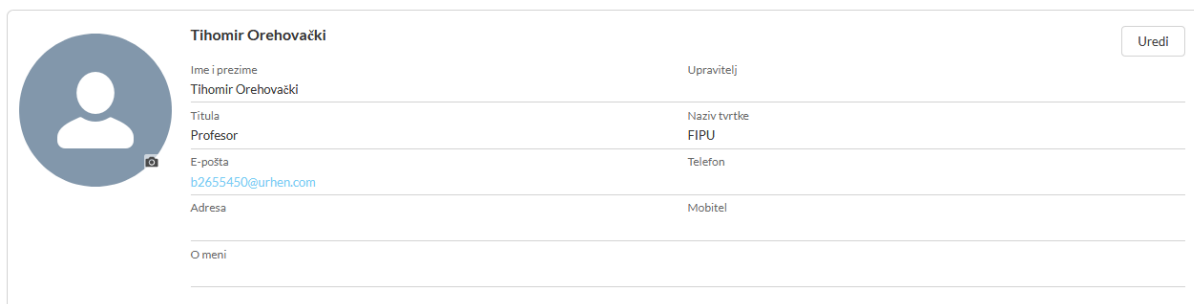 Tihomir Orehovački
Uredi
Ime i prezime
Tihomir Orehovački
Upravitelj
Titula
Profesor
Naziv tvrtke
FIPU
E-pošta
b2655450@urhen.com
Telefon
Adresa
Mobitel
O meni